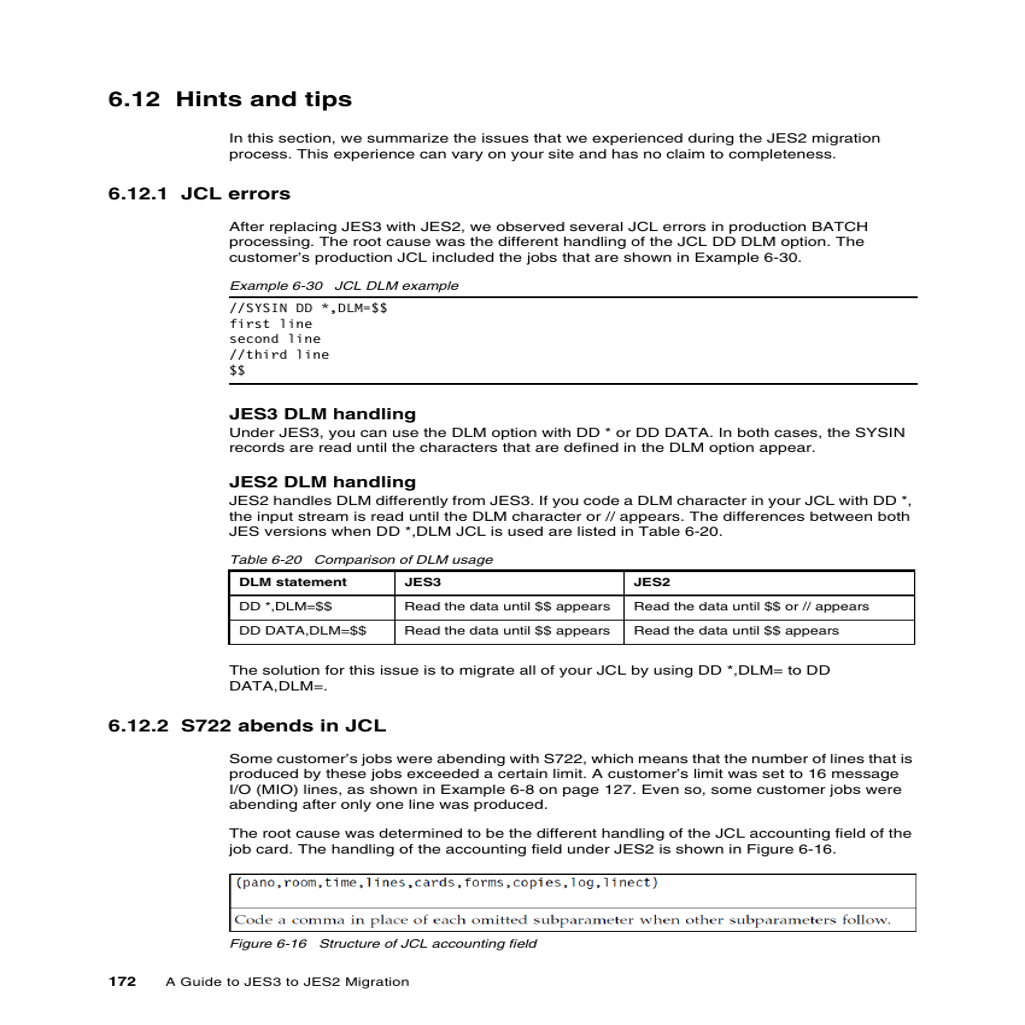 6.12 Hints and tips
In this section, we summarize the issues that we experienced during the JES2 migration
process. This experience can vary on your site and has no claim to completeness.
6.12.1 JCL errors
After replacing JES3 with JES2, we observed several JCL errors in production BATCH
processing. The root cause was the different handling of the JCL DD DLM option. The
customer's production JCL included the jobs that are shown in Example 6-30.
Example 6-30 JCL DLM example
//SYSIN DD *,DLM=$$
first line
second line
//third line
$$
JES3 DLM handling
Under JES3, you can use the DLM option with DD * or DD DATA. In both cases, the SYSIN
records are read until the characters that are defined in the DLM option appear.
JES2 DLM handling
JES2 handles DLM differently from JES3. If you code a DLM character in your JCL with DD *,
the input stream is read until the DLM character or // appears. The differences between both
JES versions when DD *,DLM JCL is used are listed in Table 6-20.
Table 6-20 Comparison of DLM usage
DLM statement JES3 JES2
DD *,DLM=$$ Read the data until $$ appears Read the data until $$ or // appears
DD DATA,DLM=$$ Read the data until $$ appears Read the data until $$ appears
The solution for this issue is to migrate all of your JCL by using DD *,DLM= to DD
DATA,DLM=.
6.12.2 S722 abends in JCL
Some customer's jobs were abending with S722, which means that the number of lines that is
produced by these jobs exceeded a certain limit. A customer's limit was set to 16 message
I/O (MIO) lines, as shown in Example 6-8 on page 127. Even so, some customer jobs were
abending after only one line was produced.
The root cause was determined to be the different handling of the JCL accounting field of the
job card. The handling of the accounting field under JES2 is shown in Figure 6-16.
(pano,room,time,lines,cards,forms,copies,log,linect)
Code a comma in place of each omitted subparameter when other subparameters follow.
Figure 6-16 Structure of JCL accounting field
172 A Guide to JES3 to JES2 Migration